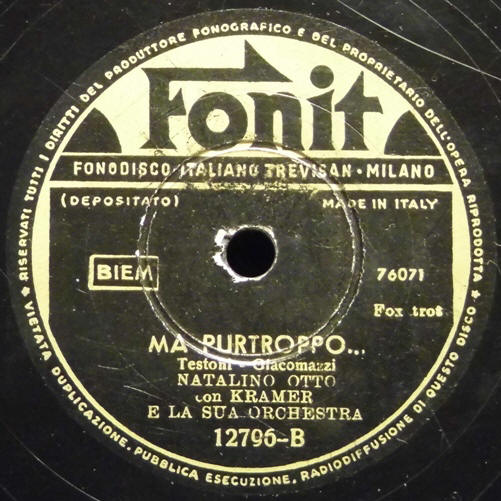 ★ RISERVATI TUTTI I DIRITTI DEL PRODUTTORE FONOGRAFICO E DEL PROPRIETARIO DELL'OPERA RIPRODOTTA ★
Fonit
FONODISCO ITALIANO TREVISAN • MILANO
(DEPOSITATO) MADE IN ITALY
BIEM
76071
Fox trot
MA PURTROPPO...
Testoni - Giacomazzi
NATALINO OTTO
con KRAMER
E LA SUA ORCHESTRA
12796-B
VIETATA DUPLICAZIONE, PUBBLICA ESECUZIONE, RADIODIFFUSIONE DI QUESTO DISCO